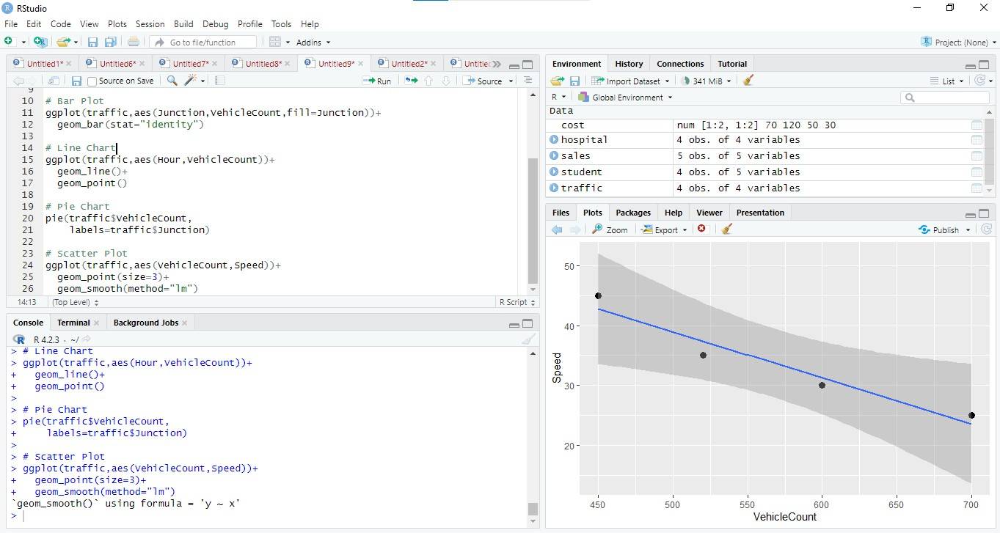 RStudio
File Edit Code View Plots Session Build Debug Profile Tools Help
Go to file/function Addins Project: (None)
Untitled1* Untitled6* Untitled7* Untitled8* Untitled9* Untitled2* Untitlec
Source on Save Run Source
9
10 # Bar Plot
11 ggplot(traffic,aes(Junction,VehicleCount,fill=Junction))+
12   geom_bar(stat="identity")
13
14 # Line Chart
15 ggplot(traffic,aes(Hour,VehicleCount))+
16   geom_line()+
17   geom_point()
18
19 # Pie Chart
20 pie(traffic$VehicleCount,
21     labels=traffic$Junction)
22
23 # Scatter Plot
24 ggplot(traffic,aes(VehicleCount,Speed))+
25   geom_point(size=3)+
26   geom_smooth(method="lm")
14:13 (Top Level) R Script
Console Terminal Background Jobs
R 4.2.3 · ~/
> # Line Chart
> ggplot(traffic,aes(Hour,VehicleCount))+
+   geom_line()+
+   geom_point()
>
> # Pie Chart
> pie(traffic$VehicleCount,
+     labels=traffic$Junction)
>
> # Scatter Plot
> ggplot(traffic,aes(VehicleCount,Speed))+
+   geom_point(size=3)+
+   geom_smooth(method="lm")
`geom_smooth()` using formula = 'y ~ x'
>
Environment History Connections Tutorial
Import Dataset 341 MiB List
R Global Environment
Data
cost num [1:2, 1:2] 70 120 50 30
hospital 4 obs. of 4 variables
sales 5 obs. of 5 variables
student 4 obs. of 5 variables
traffic 4 obs. of 4 variables
Files Plots Packages Help Viewer Presentation
Zoom Export Publish
50
40
30
20
Speed
450 500 550 600 650 700
VehicleCount